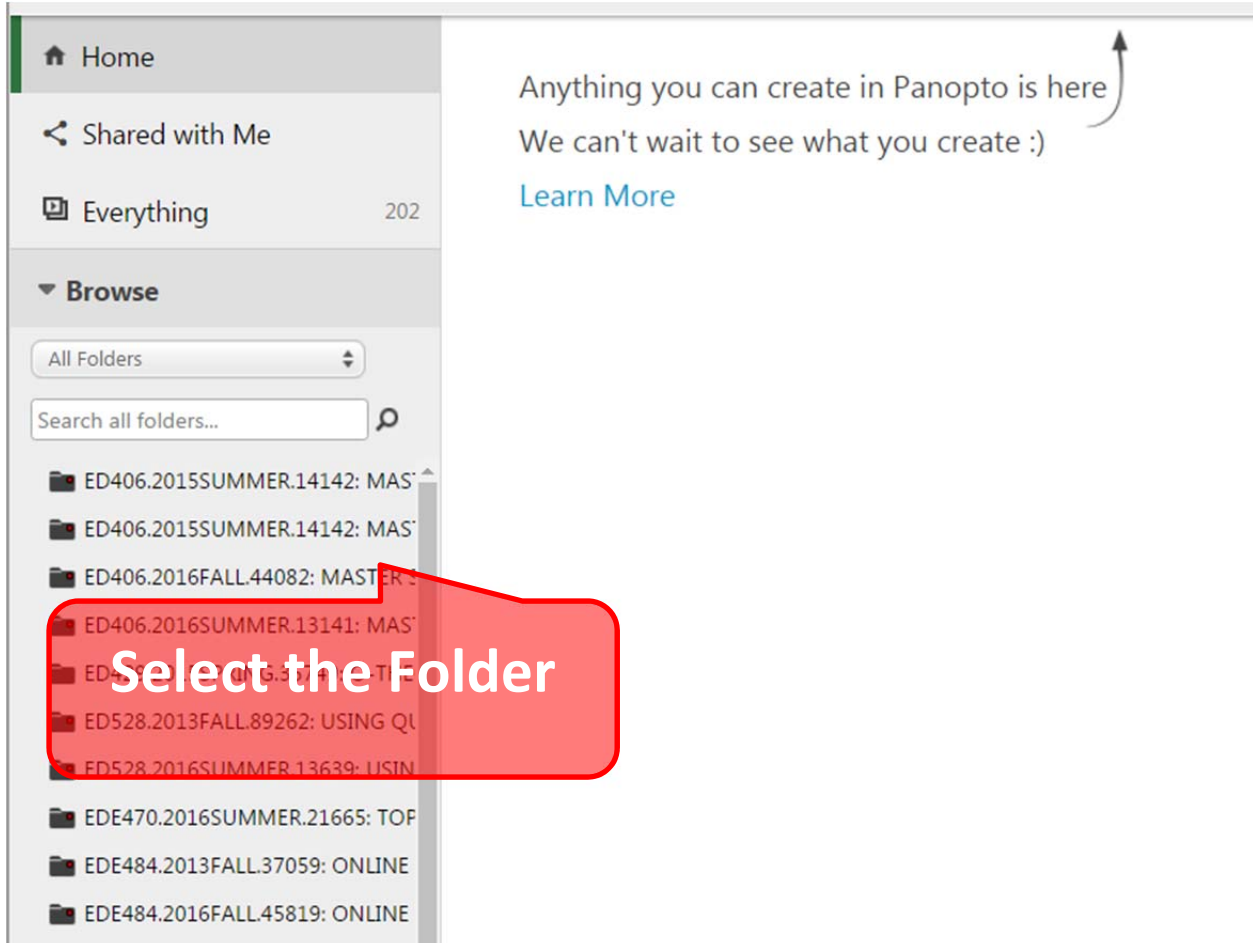 Home
Shared with Me
Everything 202
Browse
All Folders
Search all folders...
ED406.2015SUMMER.14142: MAS
ED406.2015SUMMER.14142: MAS
ED406.2016FALL.44082: MASTER S
ED406.2016SUMMER.13141: MAS
Select the Folder
ED528.2013FALL.89262: USING QU
ED528.2016SUMMER.13639: USIN
EDE470.2016SUMMER.21665: TOP
EDE484.2013FALL.37059: ONLINE
EDE484.2016FALL.45819: ONLINE
Anything you can create in Panopto is here
We can't wait to see what you create :)
Learn More